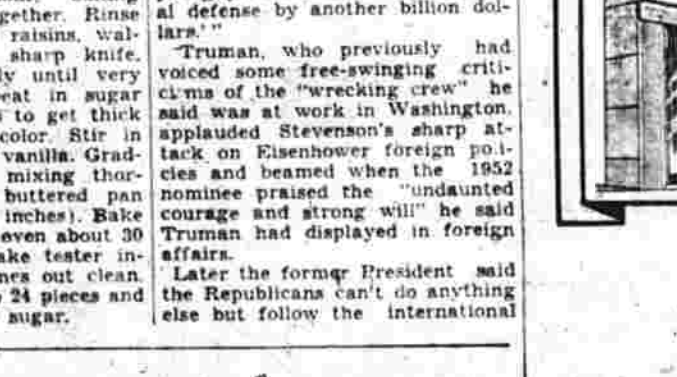 gether. Rinse
raisins, wal-
sharp knife.
ly until very
eat in sugar
to get thick
color. Stir in
vanilla. Grad-
mixing thor-
buttered pan
inches). Bake
even about 30
ake tester in-
nes out clean.
24 pieces and
sugar.
al defense by another billion dol-
lars.'"
Truman, who previously had
voiced some free-swinging criti-
cisms of the "wrecking crew" he
said was at work in Washington,
applauded Stevenson's sharp at-
tack on Eisenhower foreign poli-
cies and beamed when the 1952
nominee praised the "undaunted
courage and strong will" he said
Truman had displayed in foreign
affairs.
Later the former President said
the Republicans can't do anything
else but follow the international